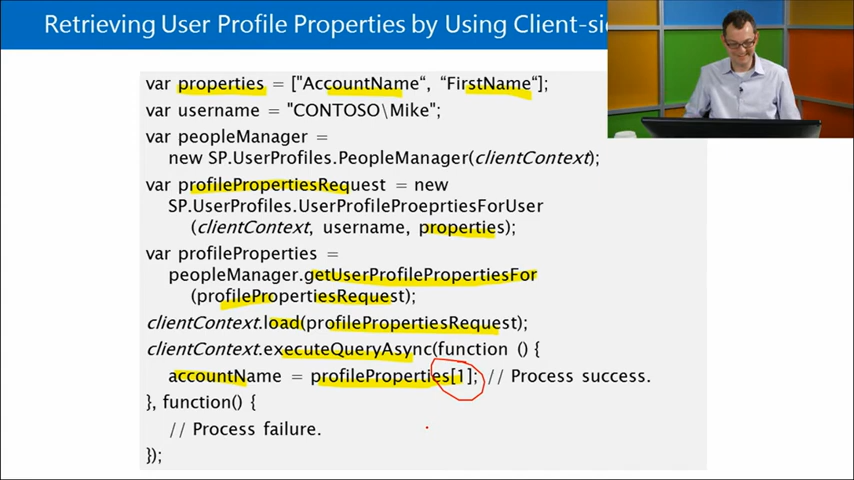 Retrieving User Profile Properties by Using Client-si
var properties = ["AccountName“, “FirstName“];
var username = "CONTOSO\Mike";
var peopleManager =
new SP.UserProfiles.PeopleManager(clientContext);
var profilePropertiesRequest = new
SP.UserProfiles.UserProfileProeprtiesForUser
(clientContext, username, properties);
var profileProperties =
peopleManager.getUserProfilePropertiesFor
(profilePropertiesRequest);
clientContext.load(profilePropertiesRequest);
clientContext.executeQueryAsync(function () {
accountName = profileProperties[1]; // Process success.
}, function() {
// Process failure.
});